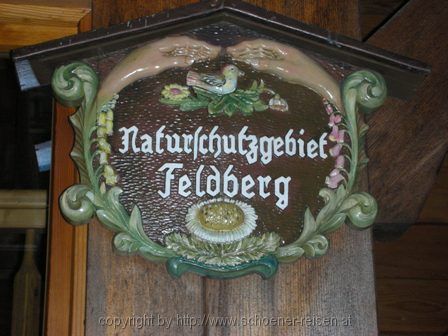 Naturschutzgebiet
Feldberg
copyright by http://www.schoener-reisen.at